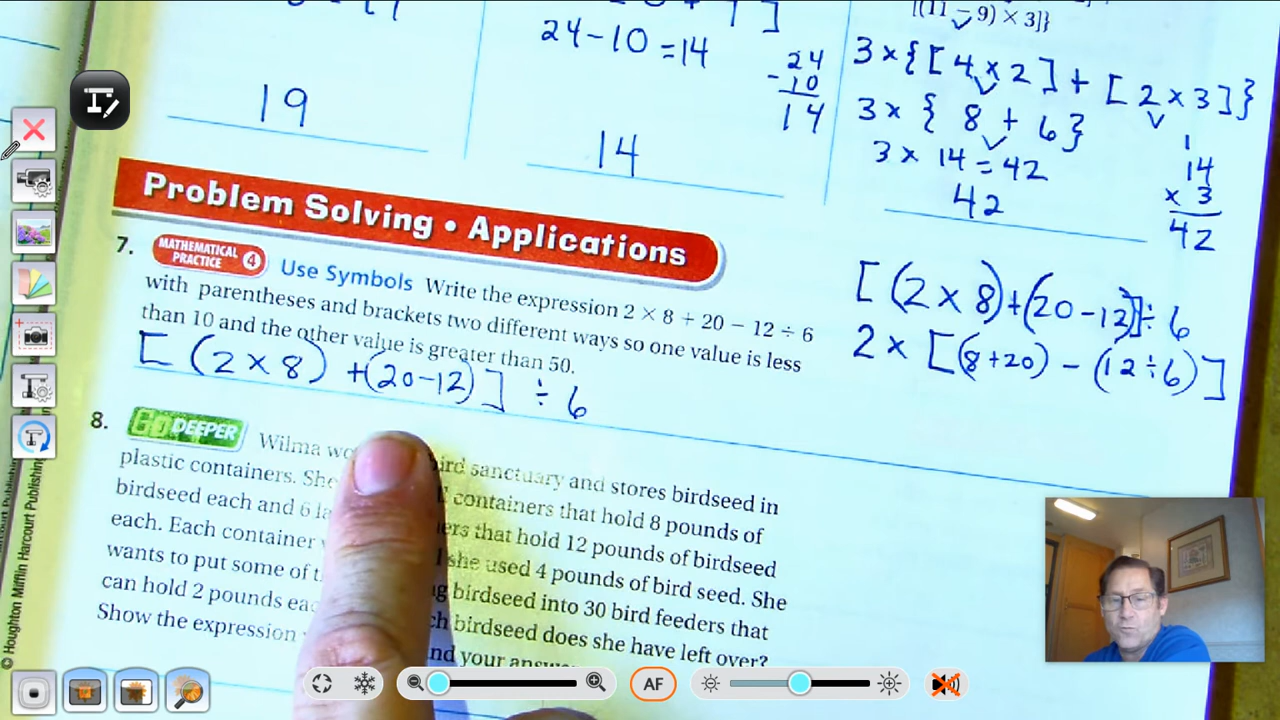 [(11 - 9) × 3]}
24-10=14
24
-10
14
19
14
3 × { [ 4 × 2 ] + [ 2 × 3 ] }
3 × { 8 + 6 }
3 × 14 = 42
42
1
14
× 3
42
Problem Solving • Applications
7. MATHEMATICAL PRACTICE 4 Use Symbols Write the expression 2 × 8 + 20 − 12 ÷ 6
with parentheses and brackets two different ways so one value is less
than 10 and the other value is greater than 50.
[ (2 × 8) + (20-12) ] ÷ 6
[ (2 × 8) + (20-12)] ÷ 6
2 × [(8+20) - (12÷6)]
8. GO DEEPER Wilma bird sanctuary and stores birdseed in
plastic containers. She containers that hold 8 pounds of
birdseed each and 6 that hold 12 pounds of birdseed
each. Each container she used 4 pounds of bird seed. She
wants to put some of birdseed into 30 bird feeders that
can hold 2 pounds birdseed does she have left over?
Show the expression your
© Houghton Mifflin Harcourt Publishing
AF